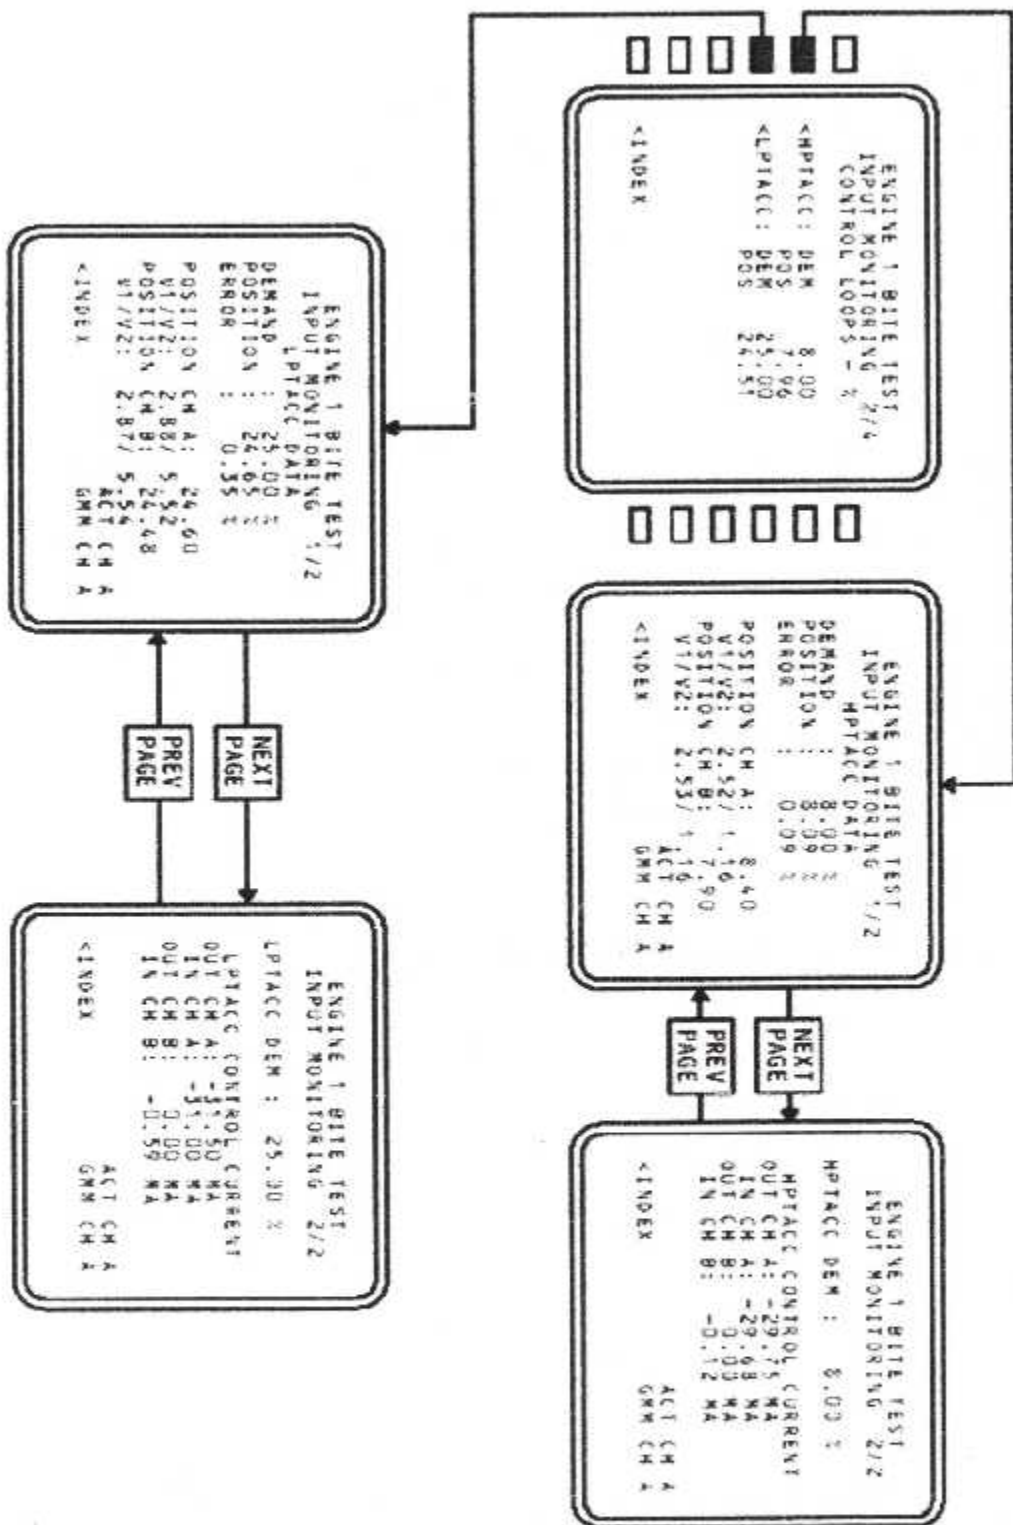 ENGINE 1 BITE TEST
INPUT MONITORING 2/4
CONTROL LOOPS - %
<HPTACC: DEM 8.00
POS 7.96
<LPTACC: DEM 25.00
POS 24.51
<INDEX
ENGINE 1 BITE TEST
INPUT MONITORING 1/2
HPTACC DATA
DEMAND : 8.00 %
POSITION : 8.09 %
ERROR : 0.09 %
POSITION CH A: 8.40
V1/V2: 2.52/ 1.16
POSITION CH B: 7.90
V1/V2: 2.53/ 1.16
ACT CH A
<INDEX GMM CH A
NEXT PAGE
PREV PAGE
ENGINE 1 BITE TEST
INPUT MONITORING 2/2
HPTACC DEM : 8.00 %
HPTACC CONTROL CURRENT
OUT CH A: -29.75 MA
IN CH A: -29.68 MA
OUT CH B: 0.00 MA
IN CH B: -0.12 MA
ACT CH A
<INDEX GMM CH A
ENGINE 1 BITE TEST
INPUT MONITORING 1/2
LPTACC DATA
DEMAND : 25.00 %
POSITION : 24.65 %
ERROR : 0.35 %
POSITION CH A: 24.60
V1/V2: 2.88/ 5.52
POSITION CH B: 24.48
V1/V2: 2.87/ 5.54
ACT CH A
<INDEX GMM CH A
NEXT PAGE
PREV PAGE
ENGINE 1 BITE TEST
INPUT MONITORING 2/2
LPTACC DEM : 25.00 %
LPTACC CONTROL CURRENT
OUT CH A: -31.50 MA
IN CH A: -31.00 MA
OUT CH B: 0.00 MA
IN CH B: -0.59 MA
ACT CH A
<INDEX GMM CH A